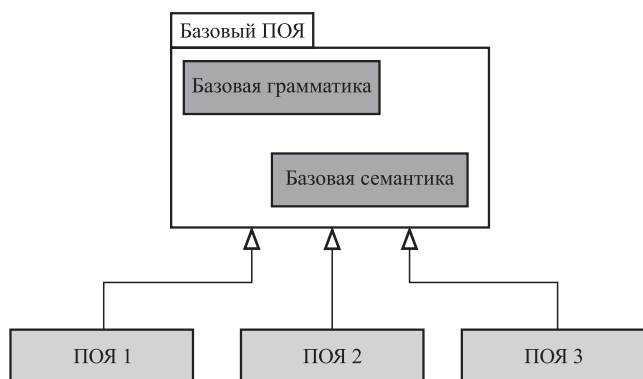 Базовый ПОЯ
Базовая грамматика
Базовая семантика
ПОЯ 1
ПОЯ 2
ПОЯ 3